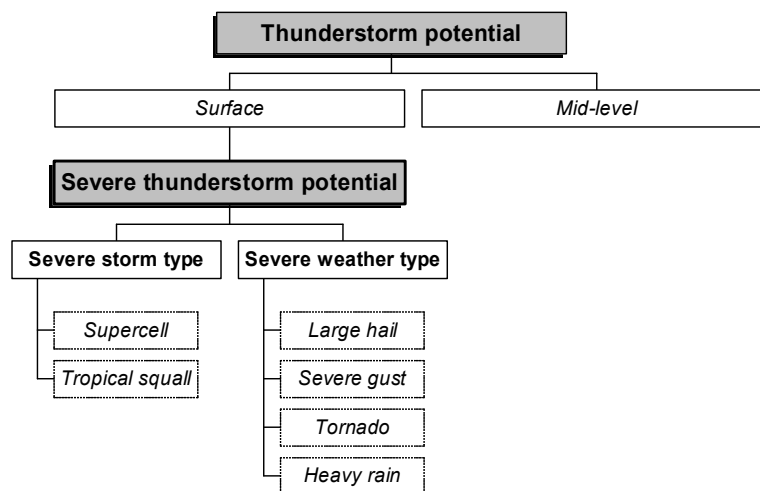 Thunderstorm potential
Surface
Mid-level
Severe thunderstorm potential
Severe storm type
Severe weather type
Supercell
Large hail
Tropical squall
Severe gust
Tornado
Heavy rain